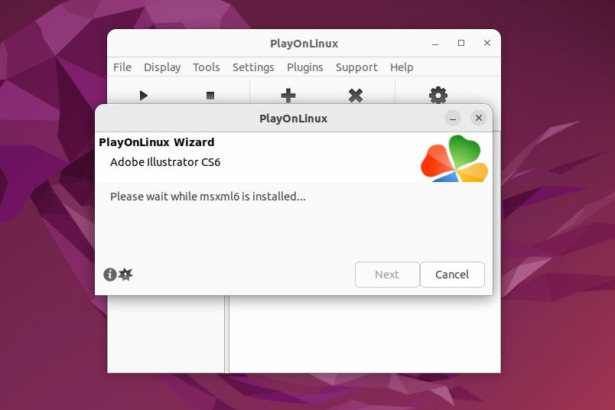 PlayOnLinux
File Display Tools Settings Plugins Support Help
PlayOnLinux
PlayOnLinux Wizard
Adobe Illustrator CS6
Please wait while msxml6 is installed...
Next Cancel